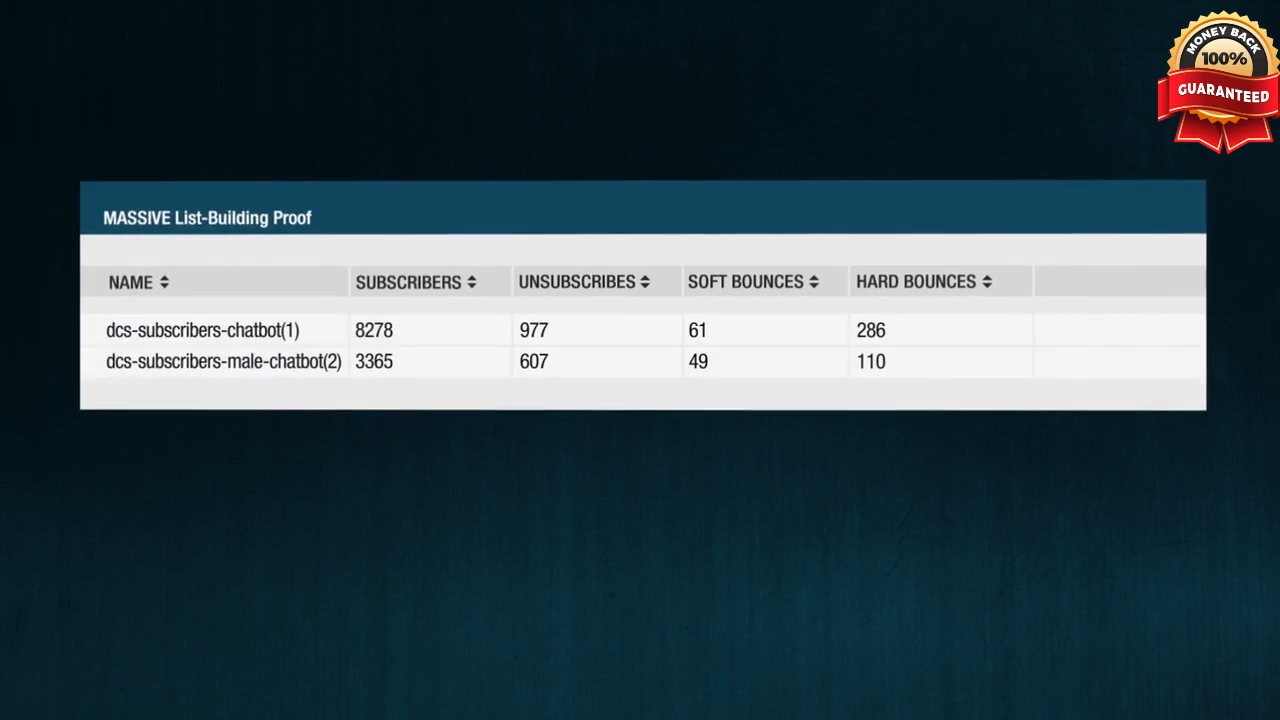 MONEY BACK
100%
GUARANTEED
MASSIVE List-Building Proof
NAME SUBSCRIBERS UNSUBSCRIBES SOFT BOUNCES HARD BOUNCES
dcs-subscribers-chatbot(1) 8278 977 61 286
dcs-subscribers-male-chatbot(2) 3365 607 49 110